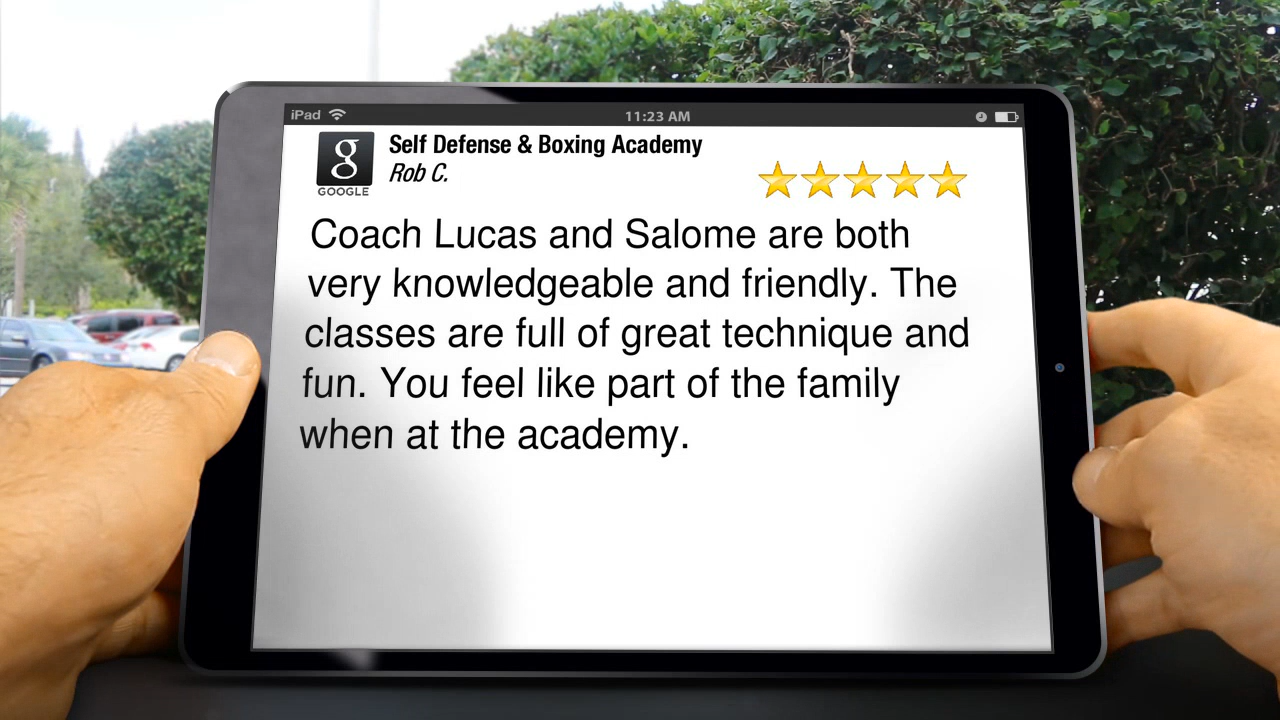 iPad 11:23 AM
g
GOOGLE
Self Defense & Boxing Academy
Rob C.
Coach Lucas and Salome are both
very knowledgeable and friendly. The
classes are full of great technique and
fun. You feel like part of the family
when at the academy.